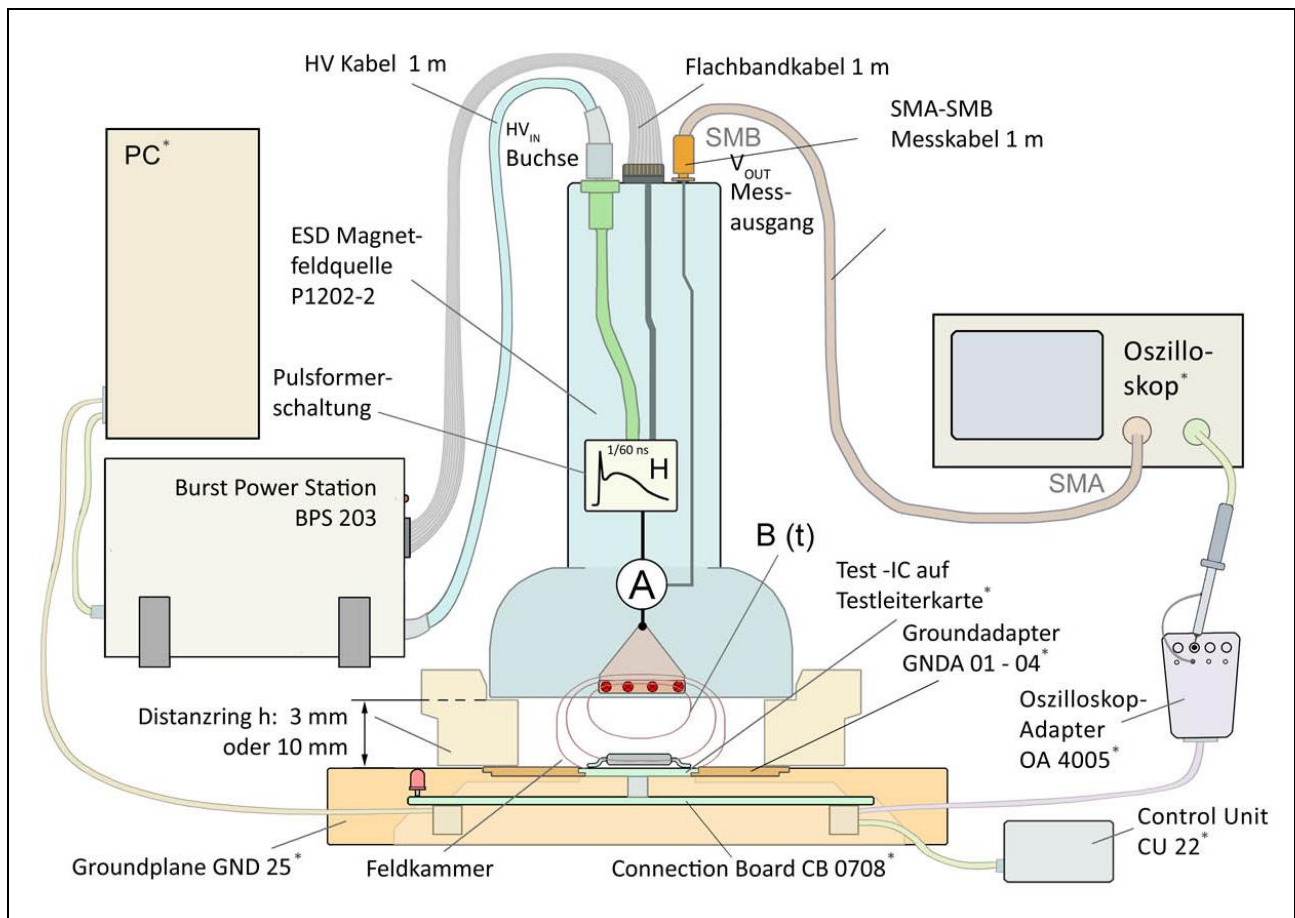 HV Kabel 1 m
Flachbandkabel 1 m
SMA-SMB
Messkabel 1 m
PC*
HVIN
Buchse
SMB
VOUT
Mess-
ausgang
ESD Magnet-
feldquelle
P1202-2
Oszillo-
skop*
Pulsformer-
schaltung
1/60 ns
H
SMA
Burst Power Station
BPS 203
B (t)
A
Test -IC auf
Testleiterkarte*
Groundadapter
GNDA 01 - 04*
Distanzring h: 3 mm
oder 10 mm
Oszilloskop-
Adapter
OA 4005*
Control Unit
CU 22*
Groundplane GND 25*
Feldkammer
Connection Board CB 0708*